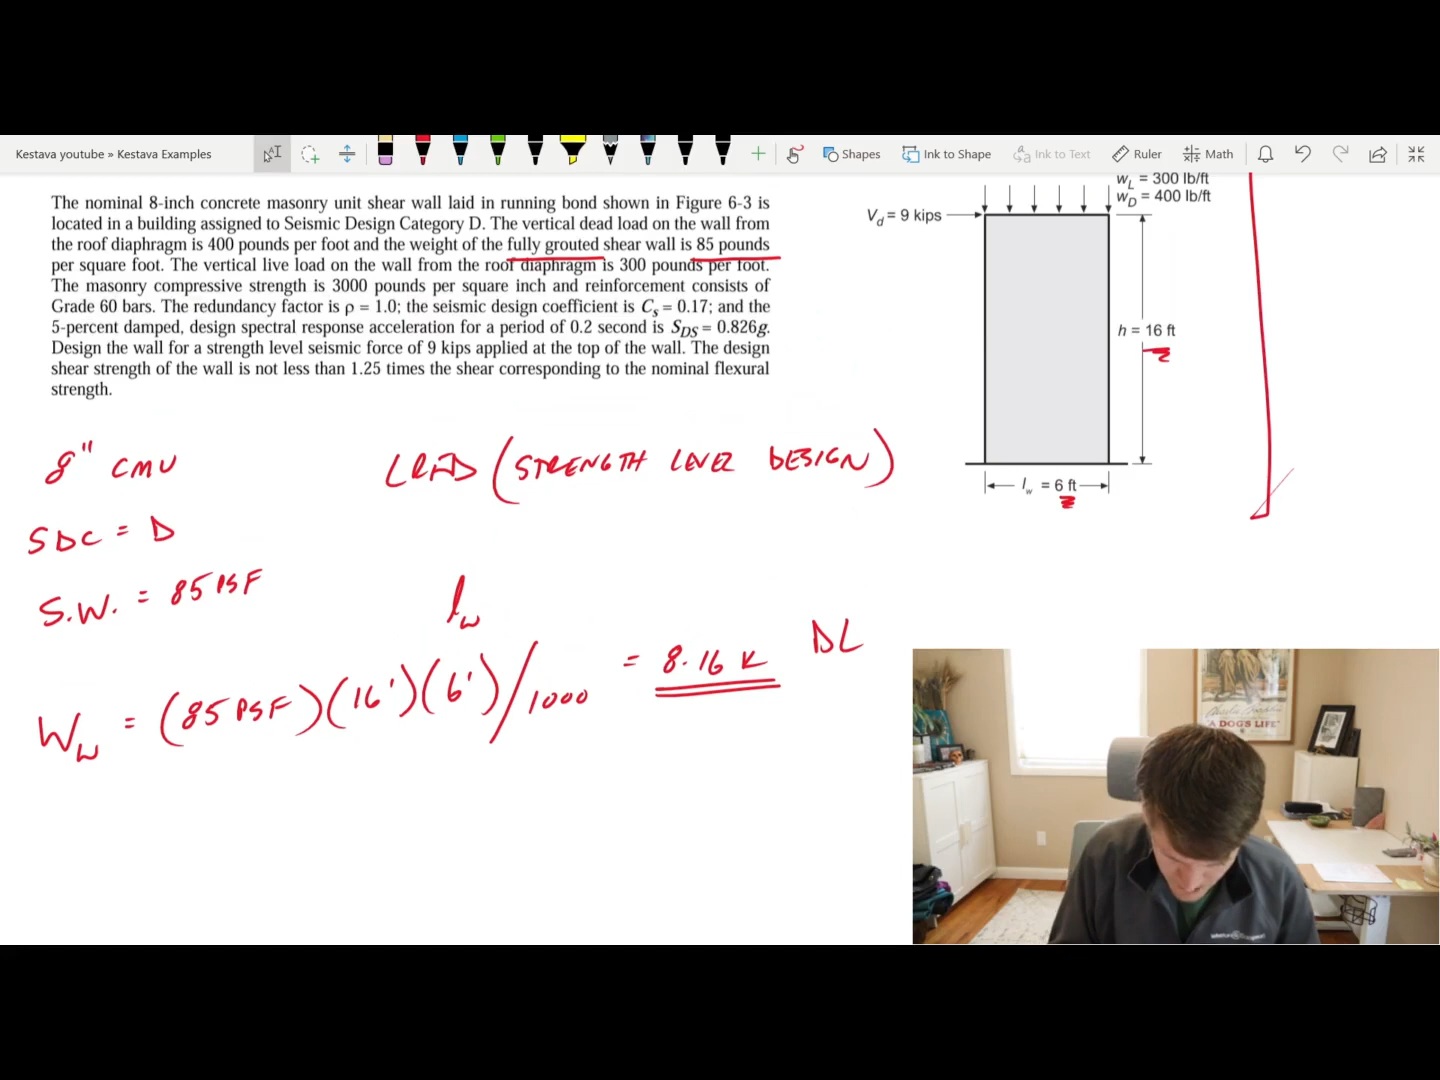 Kestava youtube » Kestava Examples
Shapes
Ink to Shape
Ink to Text
Ruler
Math
The nominal 8-inch concrete masonry unit shear wall laid in running bond shown in Figure 6-3 is
located in a building assigned to Seismic Design Category D. The vertical dead load on the wall from
the roof diaphragm is 400 pounds per foot and the weight of the fully grouted shear wall is 85 pounds
per square foot. The vertical live load on the wall from the roof diaphragm is 300 pounds per foot.
The masonry compressive strength is 3000 pounds per square inch and reinforcement consists of
Grade 60 bars. The redundancy factor is ρ = 1.0; the seismic design coefficient is Cs = 0.17; and the
5-percent damped, design spectral response acceleration for a period of 0.2 second is SDS = 0.826g.
Design the wall for a strength level seismic force of 9 kips applied at the top of the wall. The design
shear strength of the wall is not less than 1.25 times the shear corresponding to the nominal flexural
strength.
wL = 300 lb/ft
wD = 400 lb/ft
Vd = 9 kips
h = 16 ft
lw = 6 ft
8" CMU
LRFD (STRENGTH LEVEL DESIGN)
SDC = D
S.W. = 85 PSF
lw
Ww = (85 PSF)(16')(6')/1000 = 8.16 K DL
A DOG'S LIFE